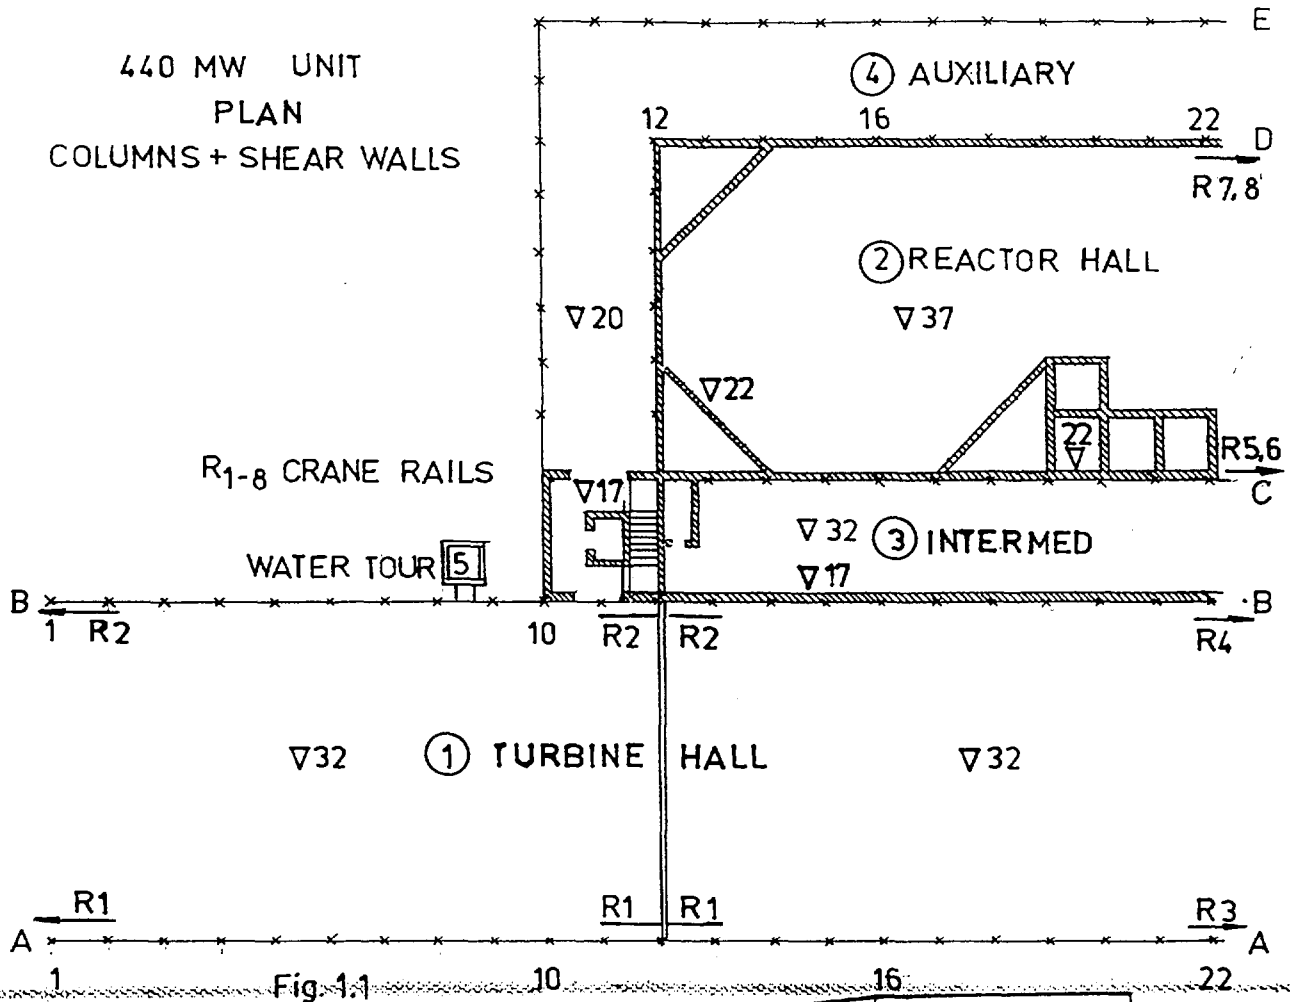 E
440 MW UNIT
④ AUXILIARY
PLAN
12 16 22
COLUMNS + SHEAR WALLS
D
R7,8
② REACTOR HALL
∇20 ∇37
∇22
22
∇
R5,6
R1-8 CRANE RAILS
C
∇17
∇32 ③ INTERMED
WATER TOUR 5
∇17
B B
1 R2 10 R2 R2 R4
∇32 ① TURBINE HALL ∇32
R1 R1 R1 R3
A A
1 10 16 22
Fig. 1.1